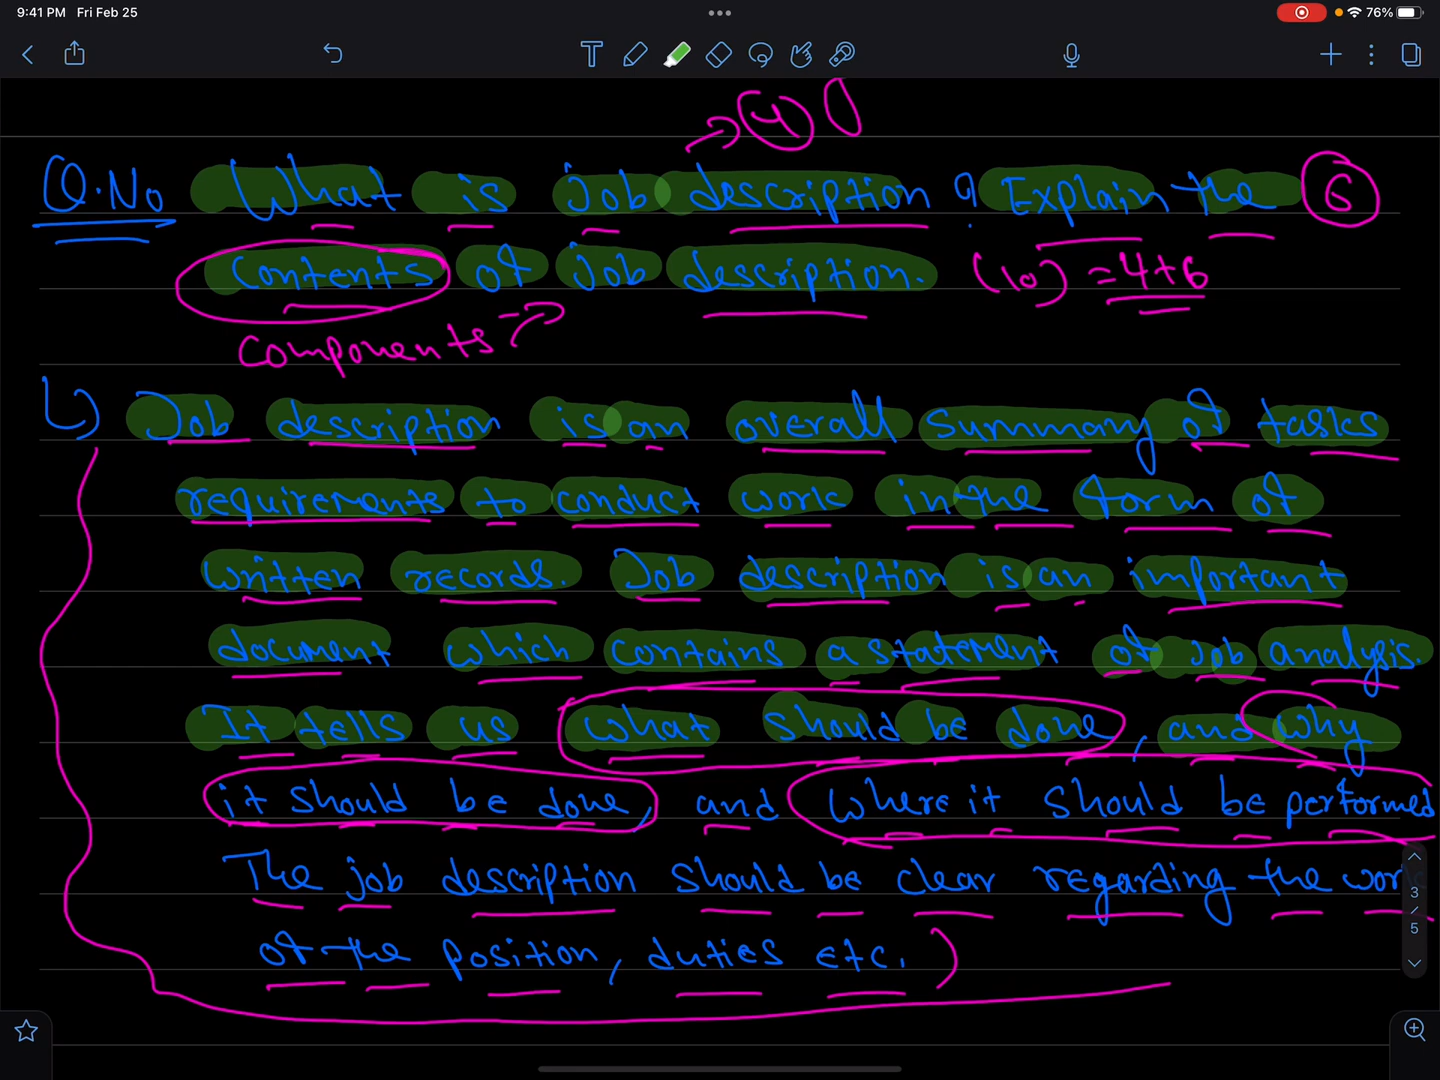 9:41 PM Fri Feb 25
76%
→ (4)
Q.No What is Job description? Explain the 6
contents of job description. (10) = 4+6
components →
Job description is an overall summary of tasks
requirements to conduct work in the form of
written records. Job description is an important
document which contains a statement of job analysis.
It tells us what should be done, and why
it should be done, and where it should be performed
The job description should be clear regarding the work
of the position, duties etc.)
3
/
5